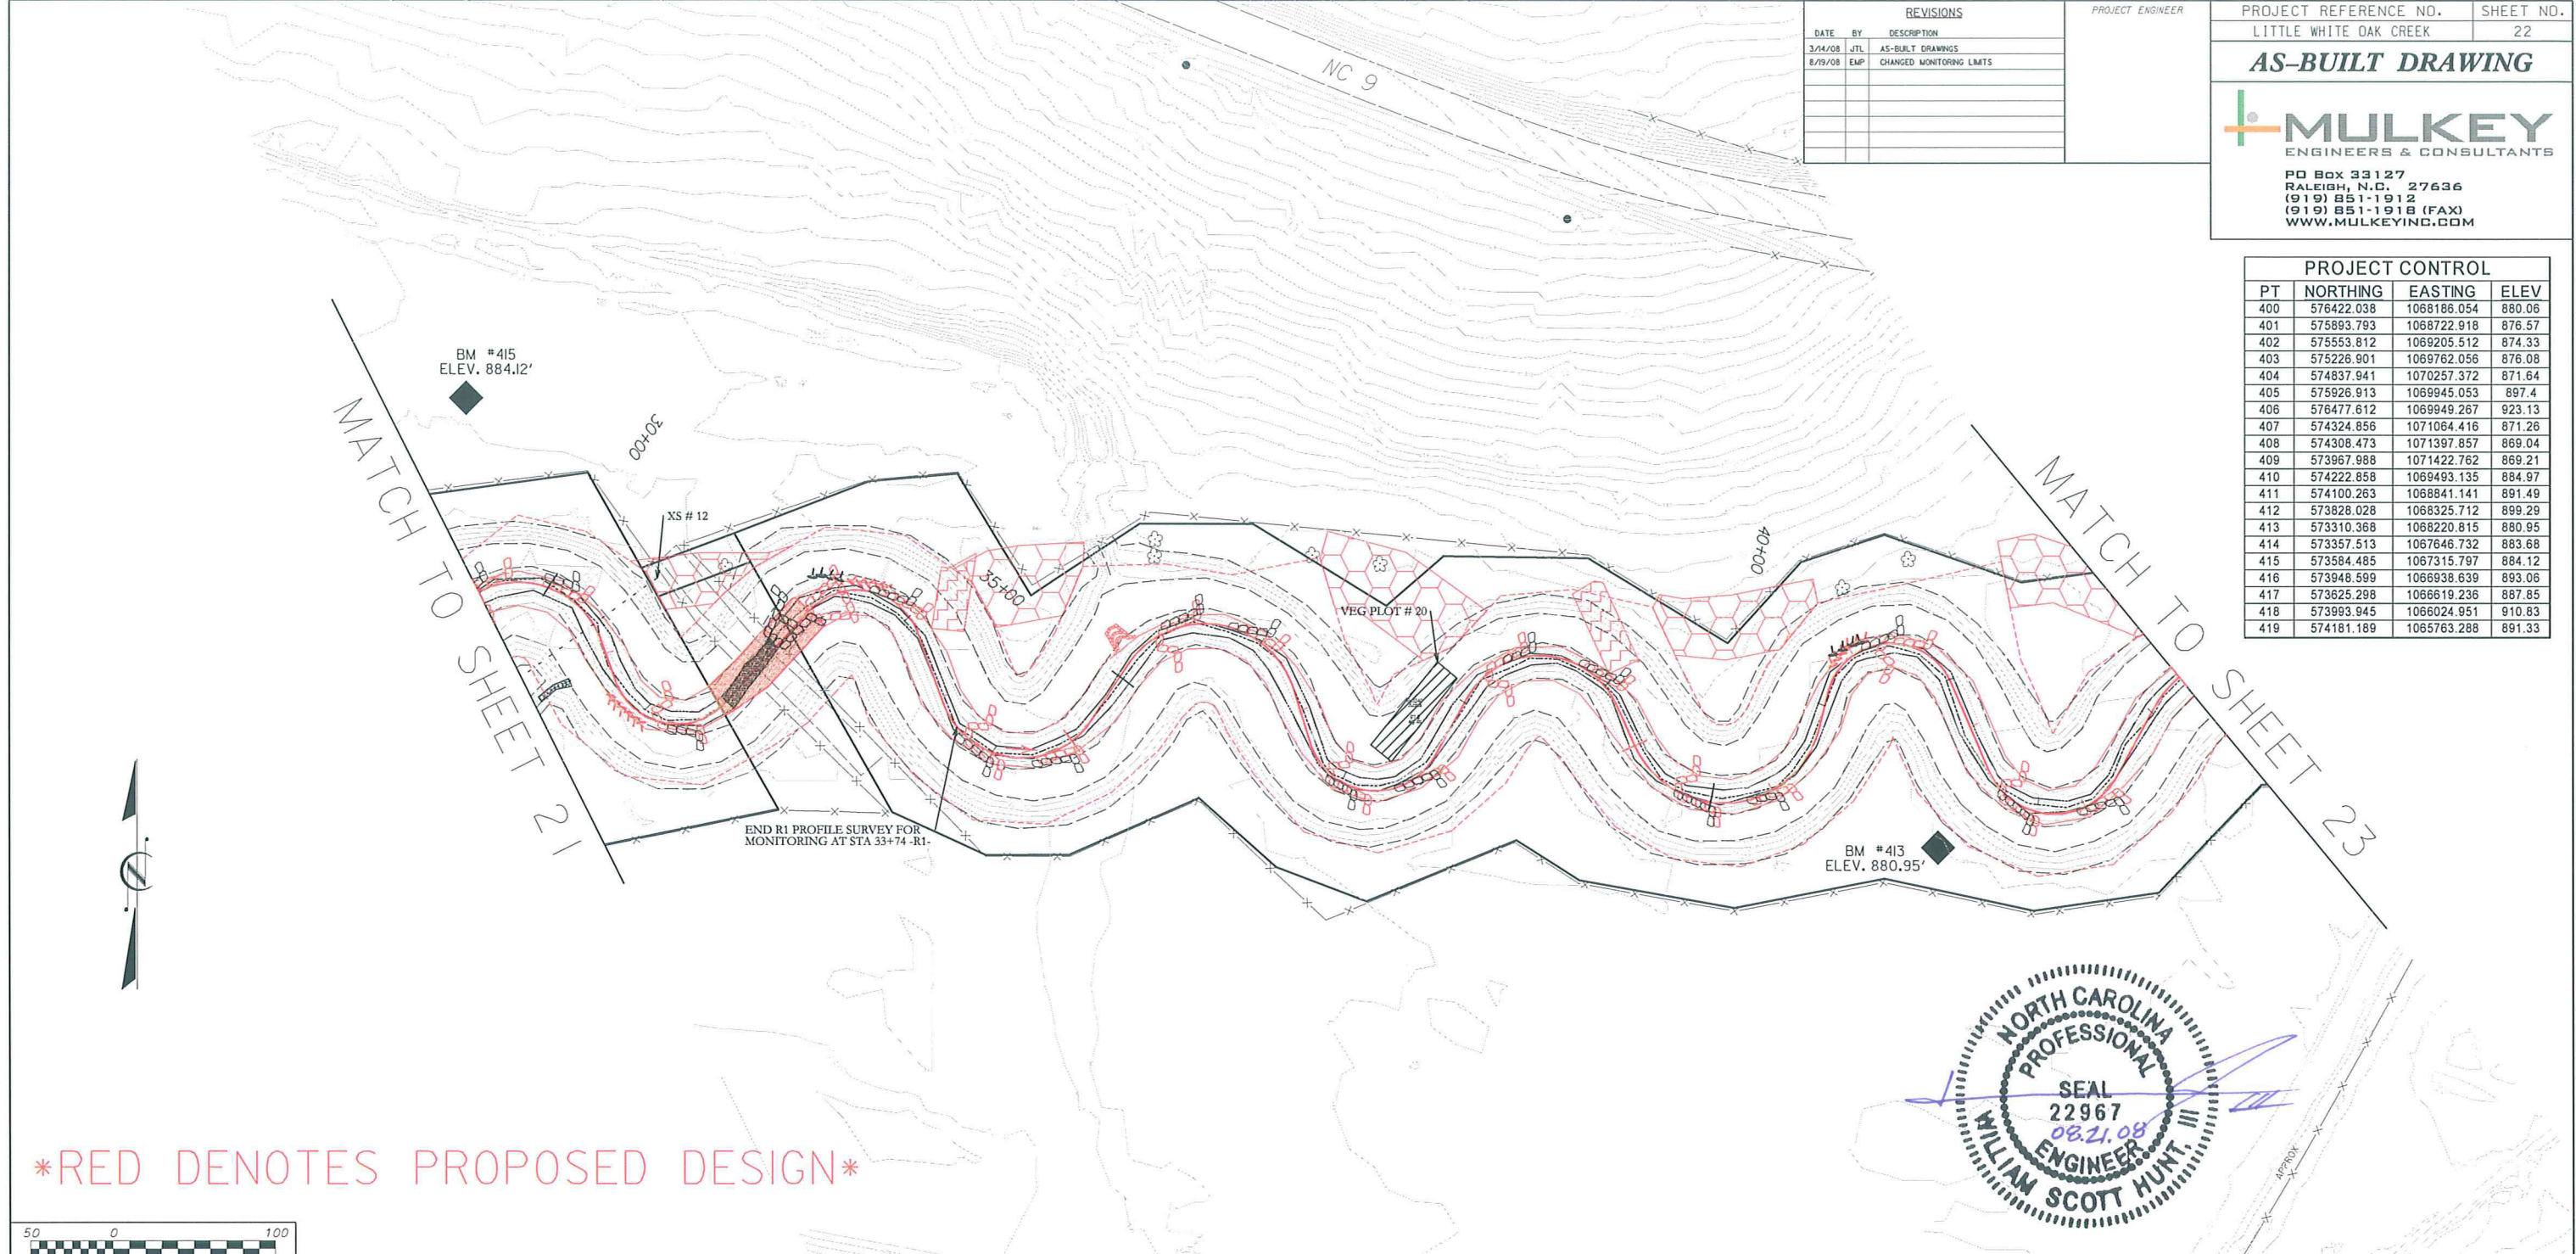 REVISIONS
DATE BY DESCRIPTION
3/14/08 JTL AS-BUILT DRAWINGS
8/19/08 EMP CHANGED MONITORING LIMITS
PROJECT ENGINEER
PROJECT REFERENCE NO. SHEET NO.
LITTLE WHITE OAK CREEK 22
AS-BUILT DRAWING
MULKEY
ENGINEERS & CONSULTANTS
PO Box 33127
RALEIGH, N.C. 27636
(919) 851-1912
(919) 851-1918 (FAX)
WWW.MULKEYINC.COM
PROJECT CONTROL
PT NORTHING EASTING ELEV
400 576422.038 1068186.054 880.06
401 575893.793 1068722.918 876.57
402 575553.812 1069205.512 874.33
403 575226.901 1069762.056 876.08
404 574837.941 1070257.372 871.64
405 575926.913 1069945.053 897.4
406 576477.612 1069949.267 923.13
407 574324.856 1071064.416 871.26
408 574308.473 1071397.857 869.04
409 573967.988 1071422.762 869.21
410 574222.858 1069493.135 884.97
411 574100.263 1068841.141 891.49
412 573828.028 1068325.712 899.29
413 573310.368 1068220.815 880.95
414 573357.513 1067646.732 883.68
415 573584.485 1067315.797 884.12
416 573948.599 1066938.639 893.06
417 573625.298 1066619.236 887.85
418 573993.945 1066024.951 910.83
419 574181.189 1065763.288 891.33
NC 9
BM #415
ELEV. 884.12'
MATCH TO SHEET 21
30+00
XS # 12
35+00
VEG PLOT # 20
40+00
MATCH TO SHEET 23
END R1 PROFILE SURVEY FOR
MONITORING AT STA 33+74 -R1-
BM #413
ELEV. 880.95'
N
NORTH CAROLINA
PROFESSIONAL
SEAL
22967
08.21.08
ENGINEER
WILLIAM SCOTT HUNT, III
APPROX
*RED DENOTES PROPOSED DESIGN*
50 0 100